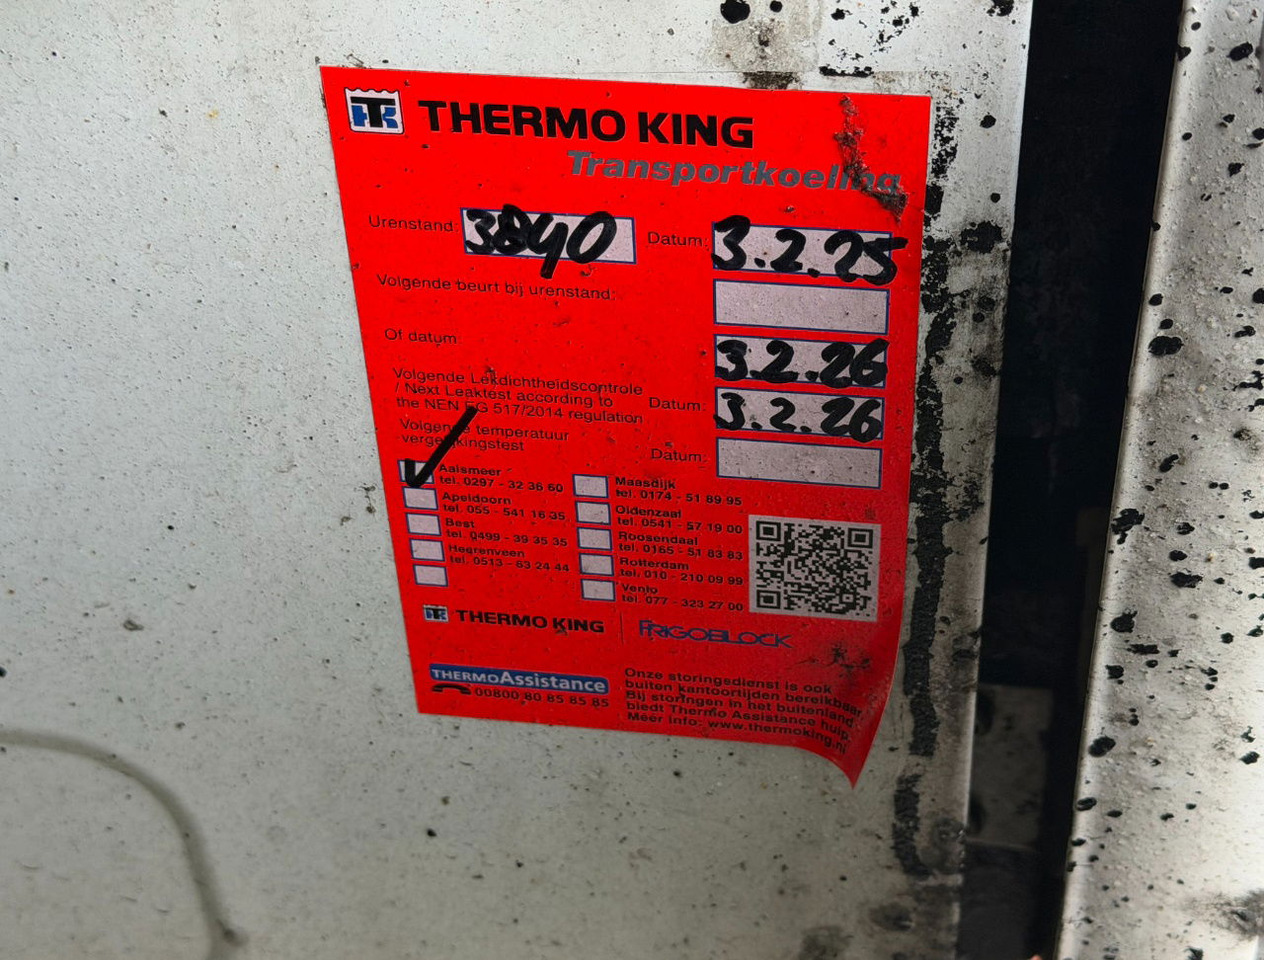 THERMO KING
Transportkoeling
Urenstand: 3840 Datum: 3.2.25
Volgende beurt bij urenstand:
Of datum: 3.2.26
Volgende Lekdichtheidscontrole
/ Next Leaktest according to
the NEN EG 517/2014 regulation Datum: 3.2.26
Volgende temperatuur
vergelijkingstest Datum:
Aalsmeer
tel. 0297 - 32 36 60
Apeldoorn
tel. 055 - 541 16 35
Best
tel. 0499 - 39 35 35
Heerenveen
tel. 0513 - 63 24 44
Maasdijk
tel. 0174 - 51 89 95
Oldenzaal
tel. 0541 - 57 19 00
Roosendaal
tel. 0165 - 51 83 83
Rotterdam
tel. 010 - 210 09 99
Venlo
tel. 077 - 323 27 00
THERMO KING FRIGOBLOCK
THERMOAssistance
00800 80 85 85 85
Onze storingsdienst is ook
buiten kantoortijden bereikbaar
Bij storingen in het buitenland
biedt Thermo Assistance hulp.
Meer info: www.thermoking.nl